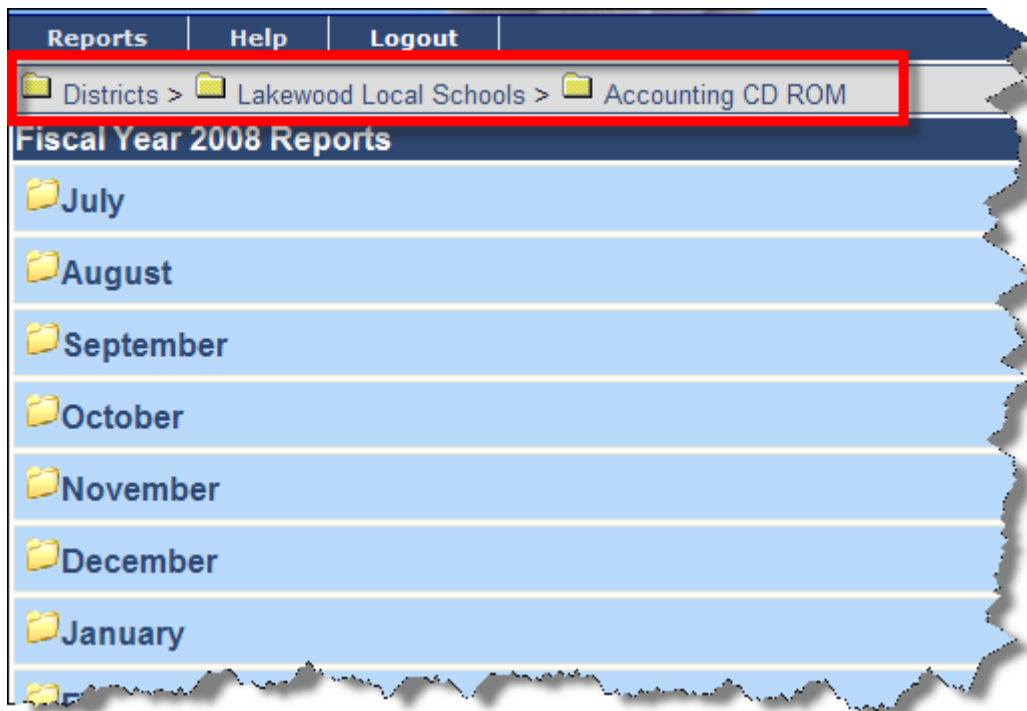 Reports Help Logout
Districts > Lakewood Local Schools > Accounting CD ROM
Fiscal Year 2008 Reports
July
August
September
October
November
December
January